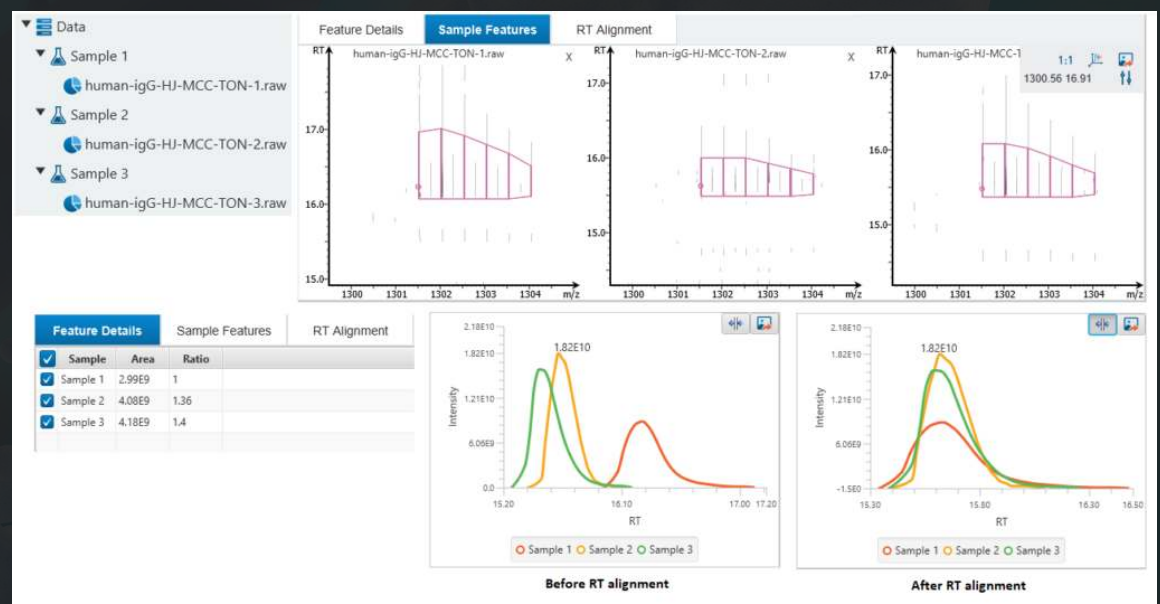 Data
Sample 1
human-igG-HJ-MCC-TON-1.raw
Sample 2
human-igG-HJ-MCC-TON-2.raw
Sample 3
human-igG-HJ-MCC-TON-3.raw
Feature Details Sample Features RT Alignment
RT human-igG-HJ-MCC-TON-1.raw X
17.0
16.0
15.0
1300 1301 1302 1303 1304 m/z
RT human-igG-HJ-MCC-TON-2.raw X
17.0
16.0
15.0
1300 1301 1302 1303 1304 m/z
RT human-igG-HJ-MCC-T
1:1
1300.56 16.91
17.0
16.0
15.0
1300 1301 1302 1303 1304 m/z
Feature Details Sample Features RT Alignment
Sample Area Ratio
Sample 1 2.99E9 1
Sample 2 4.08E9 1.36
Sample 3 4.18E9 1.4
2.18E10
1.82E10
1.21E10
6.06E9
0.0
Intensity
1.82E10
15.20 16.10 17.00 17.20
RT
Sample 1 Sample 2 Sample 3
Before RT alignment
2.18E10
1.82E10
1.21E10
6.06E9
-1.5E0
Intensity
1.82E10
15.30 15.80 16.30 16.50
RT
Sample 1 Sample 2 Sample 3
After RT alignment